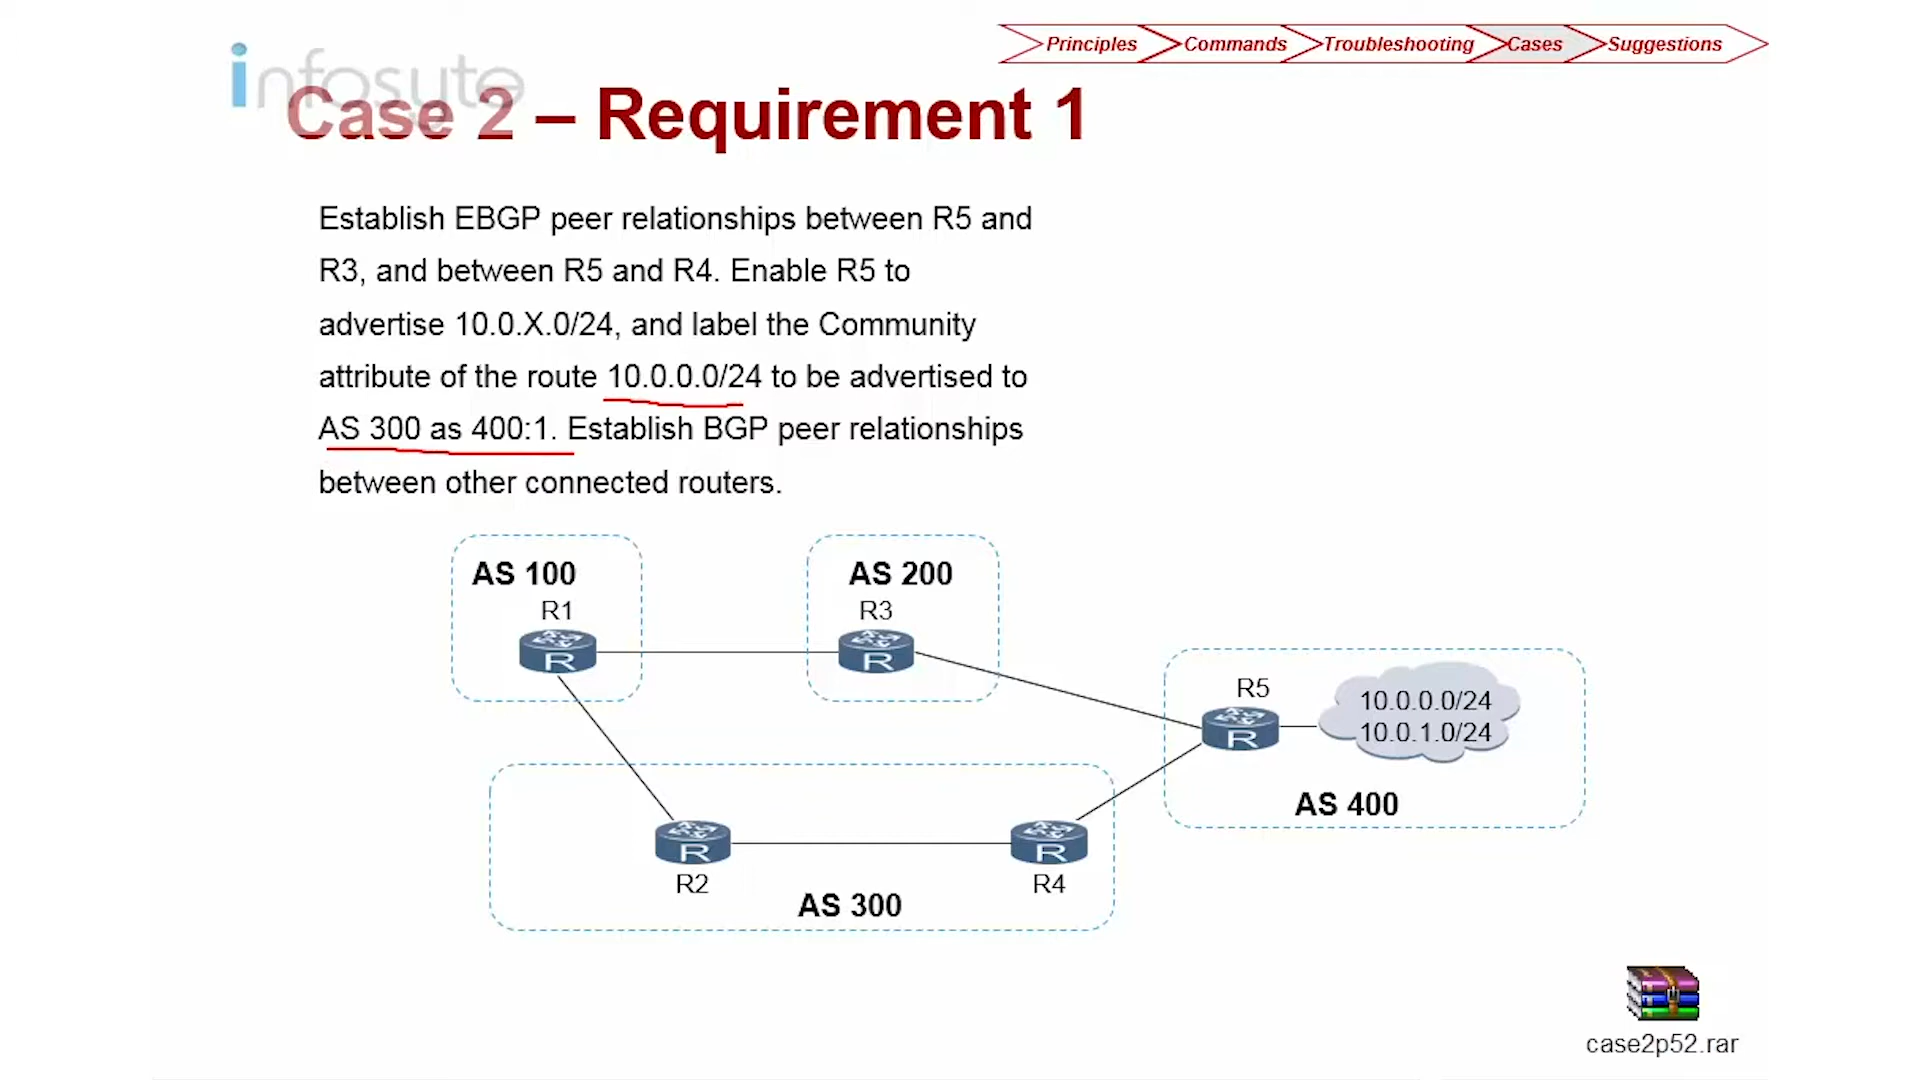 Principles
Commands
Troubleshooting
Cases
Suggestions
infosute
Case 2 – Requirement 1
Establish EBGP peer relationships between R5 and
R3, and between R5 and R4. Enable R5 to
advertise 10.0.X.0/24, and label the Community
attribute of the route 10.0.0.0/24 to be advertised to
AS 300 as 400:1. Establish BGP peer relationships
between other connected routers.
AS 100
R1
R
AS 200
R3
R
R5
R
10.0.0.0/24
10.0.1.0/24
AS 400
R
R2
R
R4
AS 300
case2p52.rar